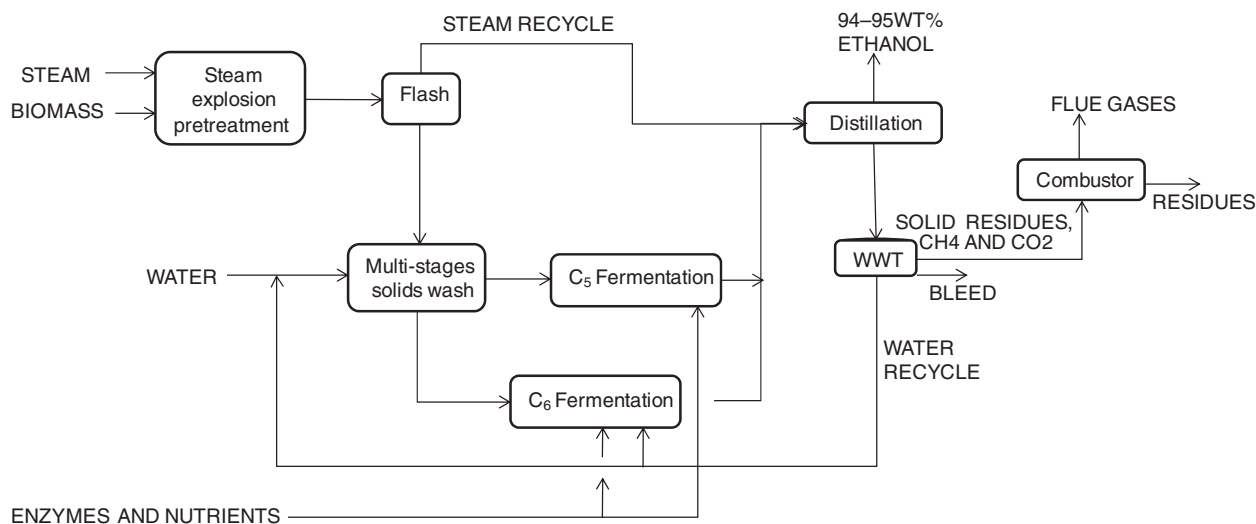 STEAM RECYCLE
94–95WT%
ETHANOL
STEAM
BIOMASS
Steam
explosion
pretreatment
Flash
Distillation
FLUE GASES
Combustor
RESIDUES
SOLID RESIDUES,
CH4 AND CO2
WWT
BLEED
WATER
Multi-stages
solids wash
C₅ Fermentation
WATER
RECYCLE
C₆ Fermentation
ENZYMES AND NUTRIENTS